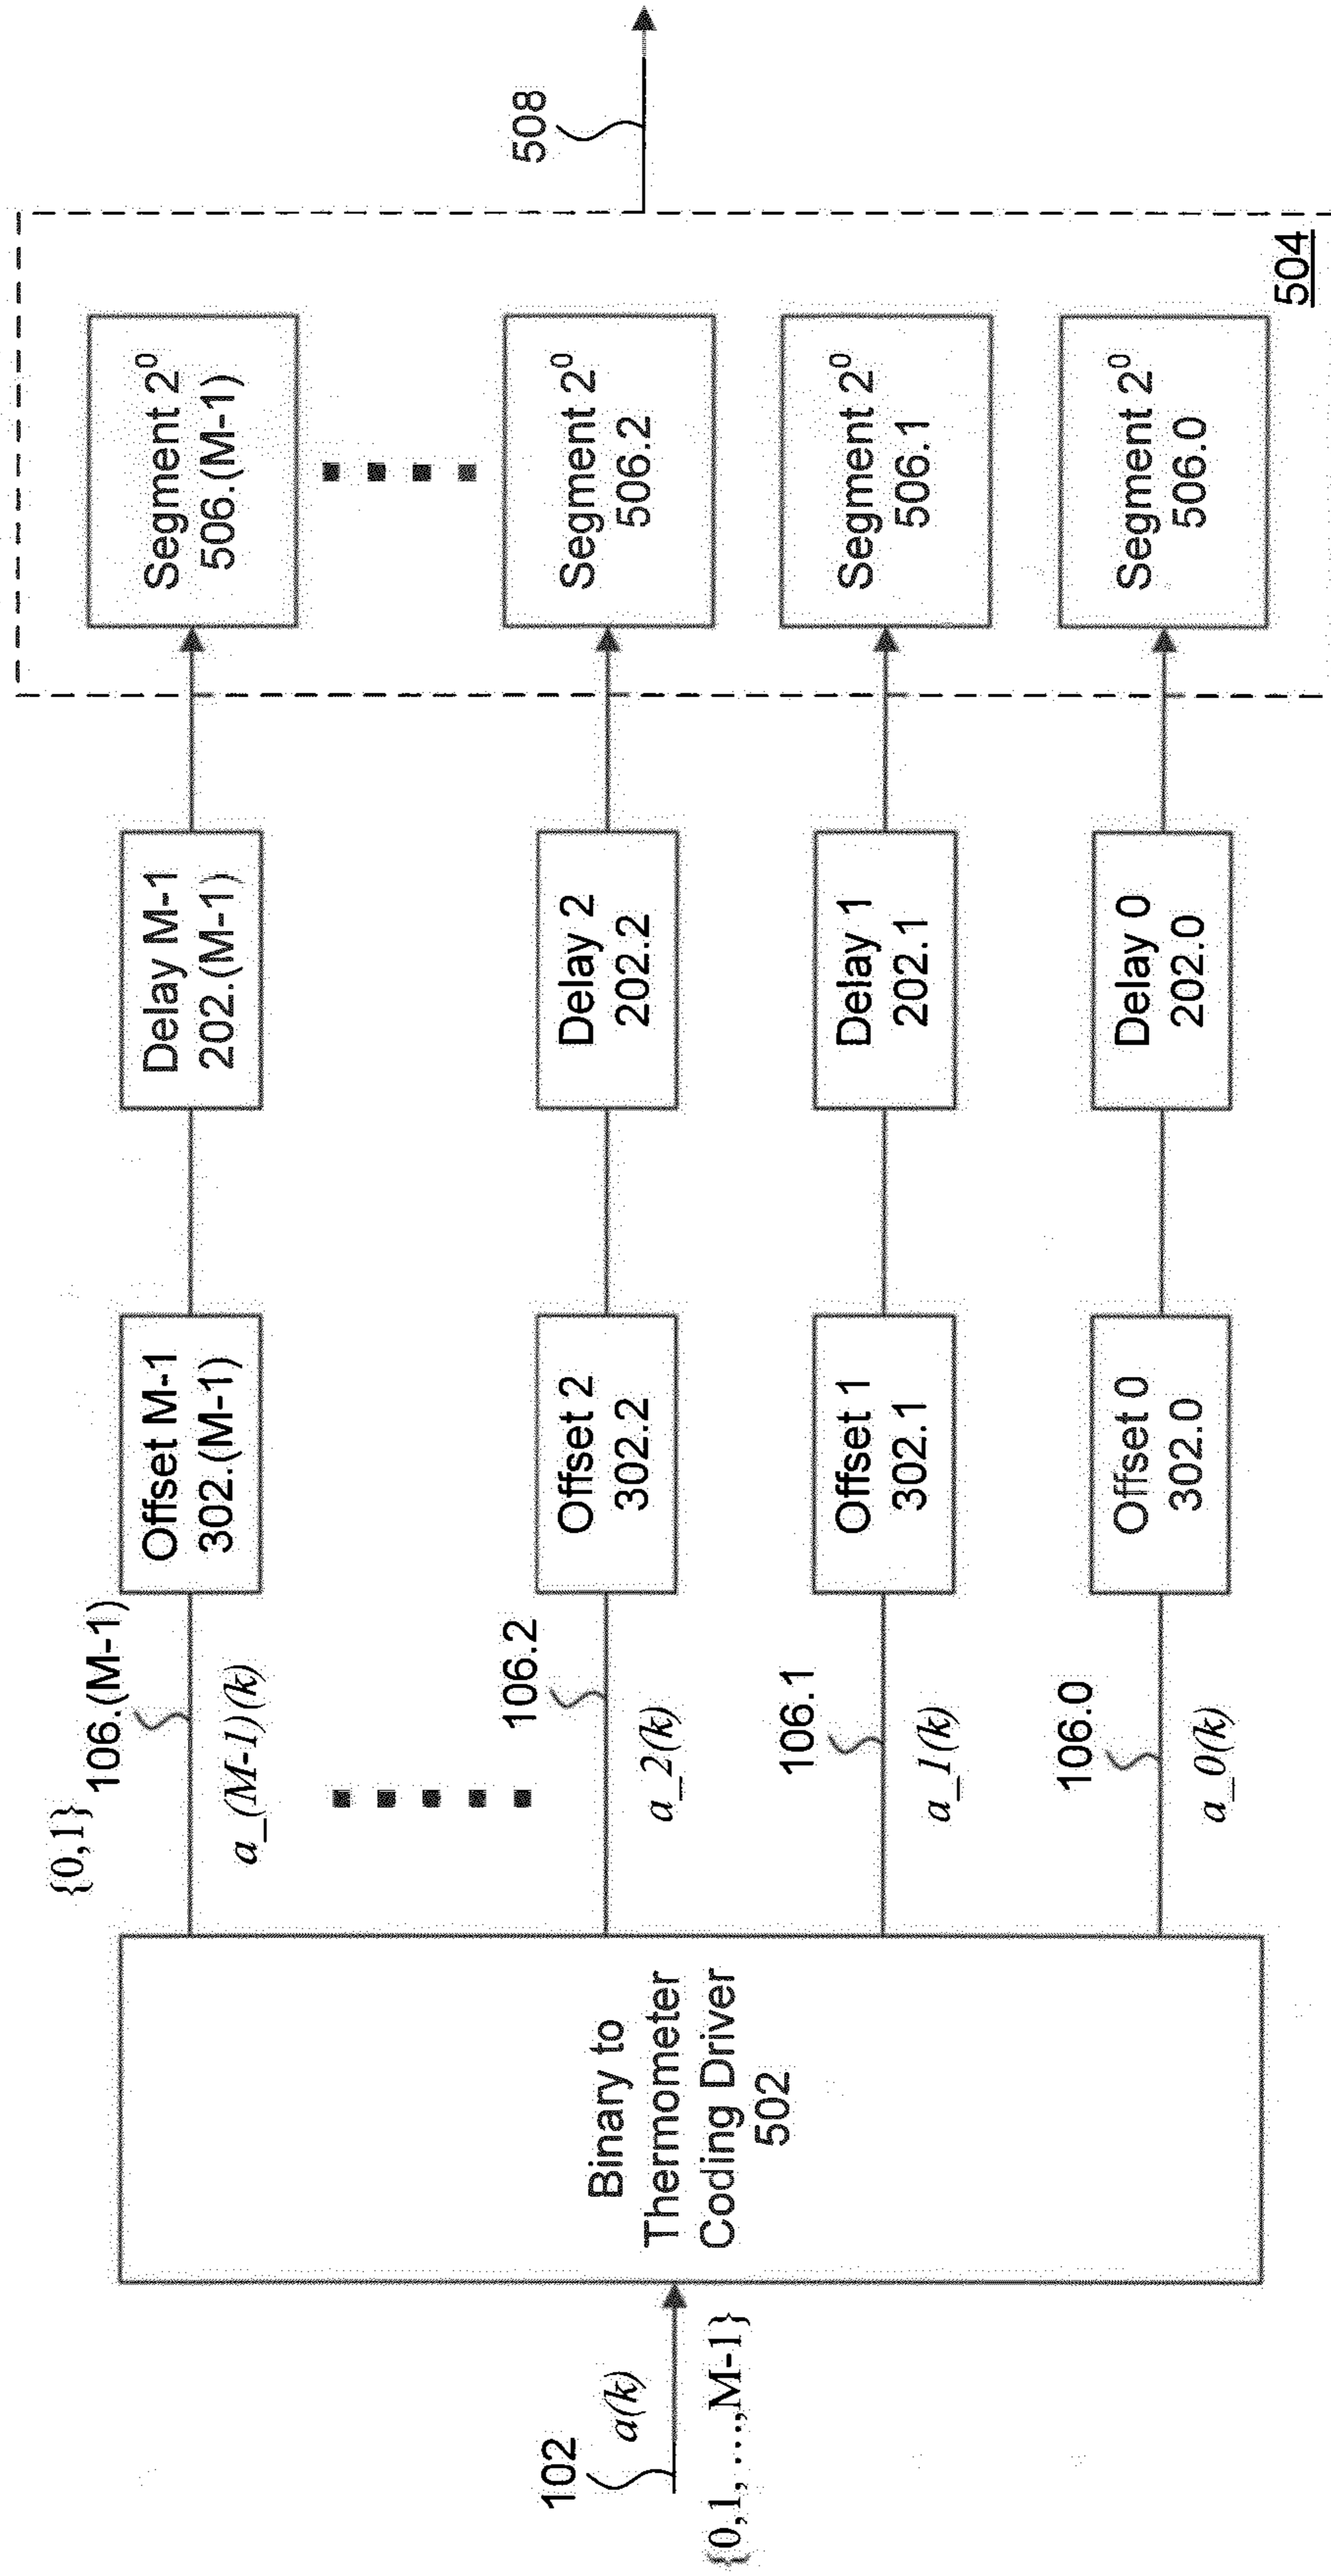 102
a(k)
{0,1, ...,M-1}
Binary to
Thermometer
Coding Driver
502
{0,1}
106.(M-1)
a_(M-1)(k)
106.2
a_2(k)
106.1
a_1(k)
106.0
a_0(k)
Offset M-1
302.(M-1)
Offset 2
302.2
Offset 1
302.1
Offset 0
302.0
Delay M-1
202.(M-1)
Delay 2
202.2
Delay 1
202.1
Delay 0
202.0
Segment 2⁰
506.(M-1)
Segment 2⁰
506.2
Segment 2⁰
506.1
Segment 2⁰
506.0
504
508